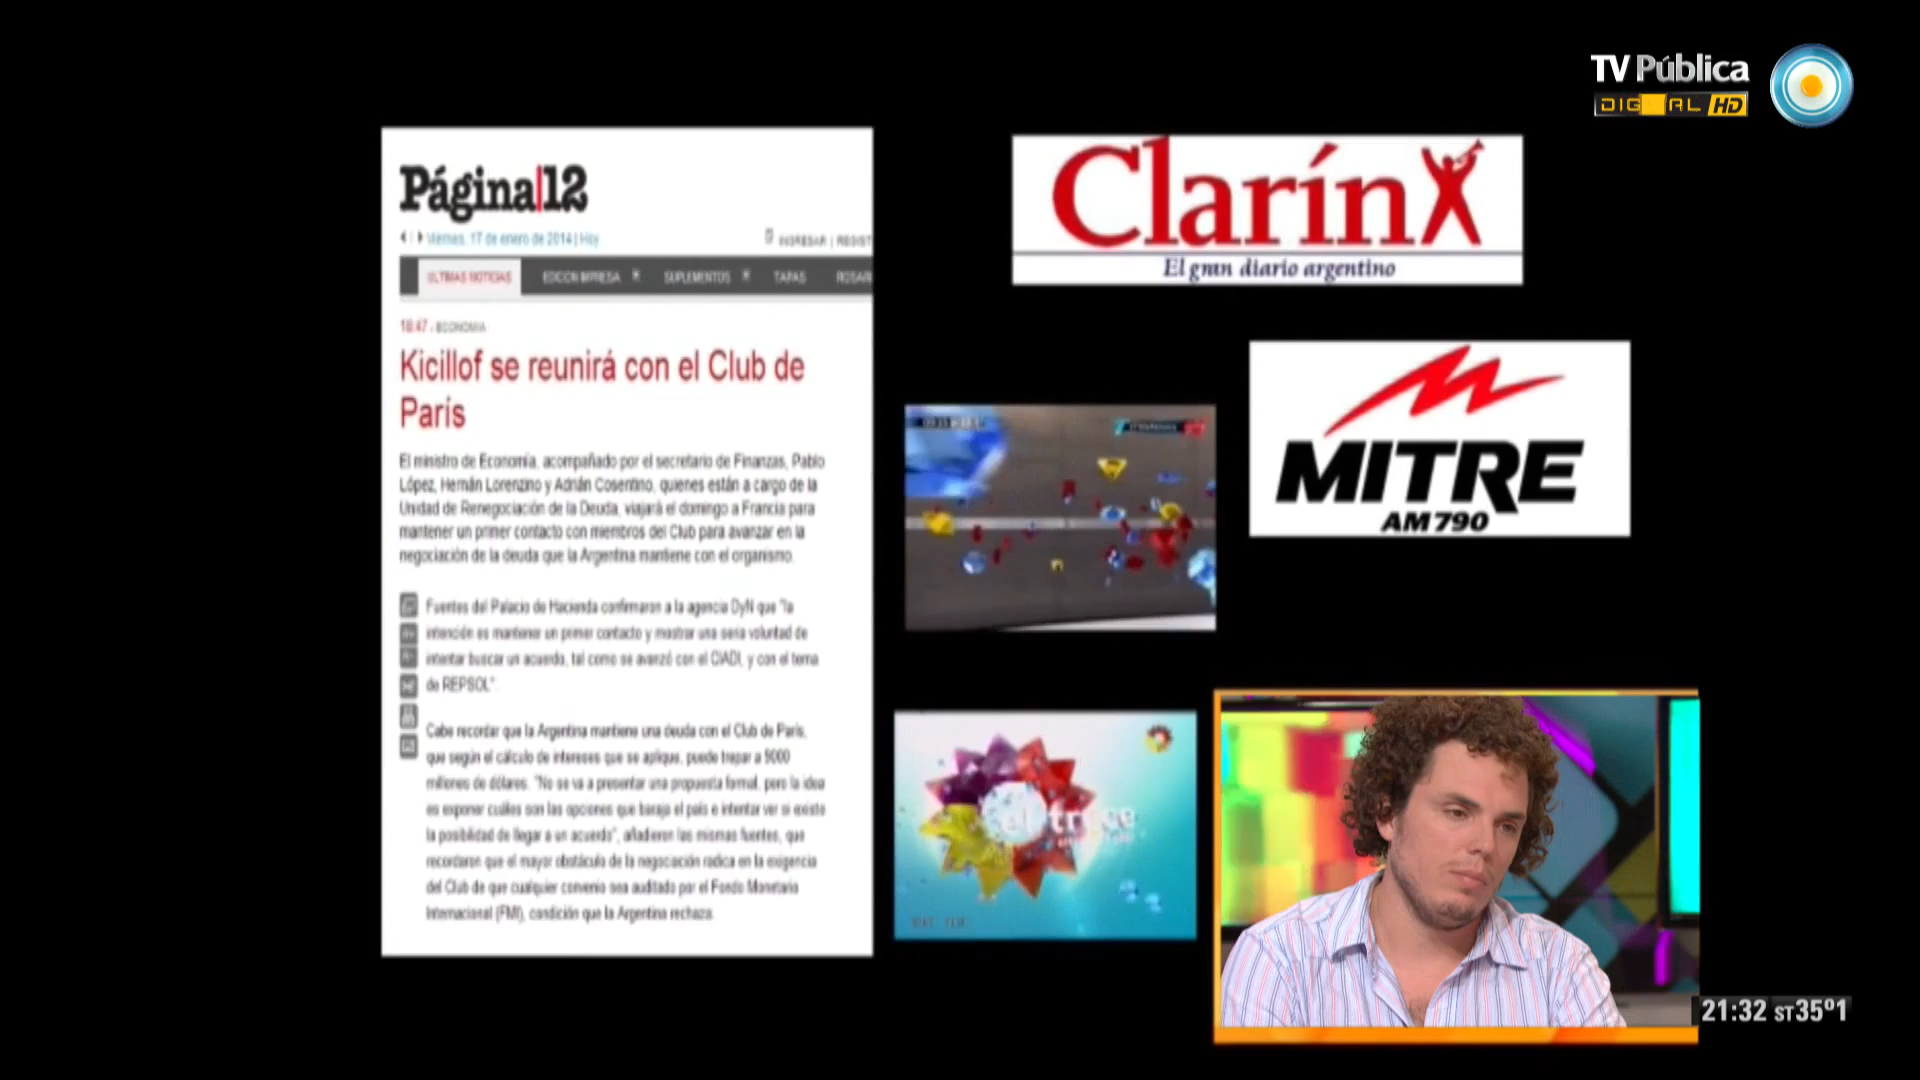 TV Pública
DIGITAL HD
Página|12
Viernes, 17 de enero de 2014 | Hoy
INGRESAR | REGIST
ULTIMAS NOTICIAS EDICION IMPRESA SUPLEMENTOS TAPAS ROSARI
18:47 › ECONOMIA
Kicillof se reunirá con el Club de
París
El ministro de Economía, acompañado por el secretario de Finanzas, Pablo
López, Hernán Lorenzino y Adrián Cosentino, quienes están a cargo de la
Unidad de Renegociación de la Deuda, viajará el domingo a Francia para
mantener un primer contacto con miembros del Club para avanzar en la
negociación de la deuda que la Argentina mantiene con el organismo.
Fuentes del Palacio de Hacienda confirmaron a la agencia DyN que "la
intención es mantener un primer contacto y mostrar una seria voluntad de
intentar buscar un acuerdo, tal como se avanzó con el CIADI, y con el tema
de REPSOL".
Cabe recordar que la Argentina mantiene una deuda con el Club de París,
que según el cálculo de intereses que se aplique, puede trepar a 9000
millones de dólares. "No se va a presentar una propuesta formal, pero la idea
es exponer cuáles son las opciones que baraja el país e intentar ver si existe
la posibilidad de llegar a un acuerdo", añadieron las mismas fuentes, que
recordaron que el mayor obstáculo de la negociación radica en la exigencia
del Club de que cualquier convenio sea auditado por el Fondo Monetario
Internacional (FMI), condición que la Argentina rechaza.
Clarín
El gran diario argentino
MITRE
AM 790
el trece
21:32 ST 35º1